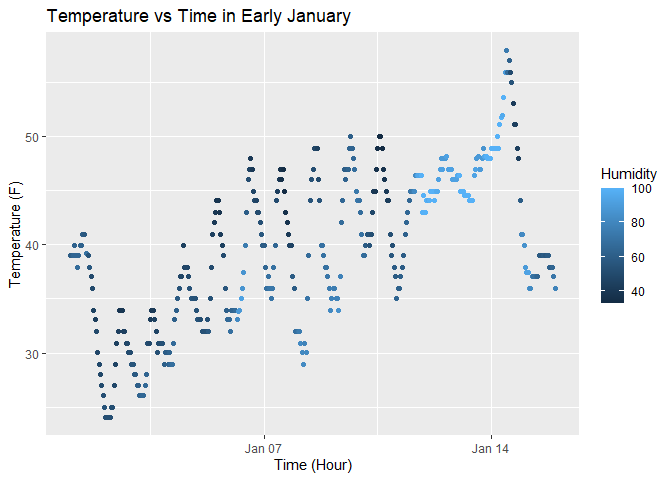 Temperature vs Time in Early January
Temperature (F)
50
40
30
Jan 07
Jan 14
Time (Hour)
Humidity
100
80
60
40